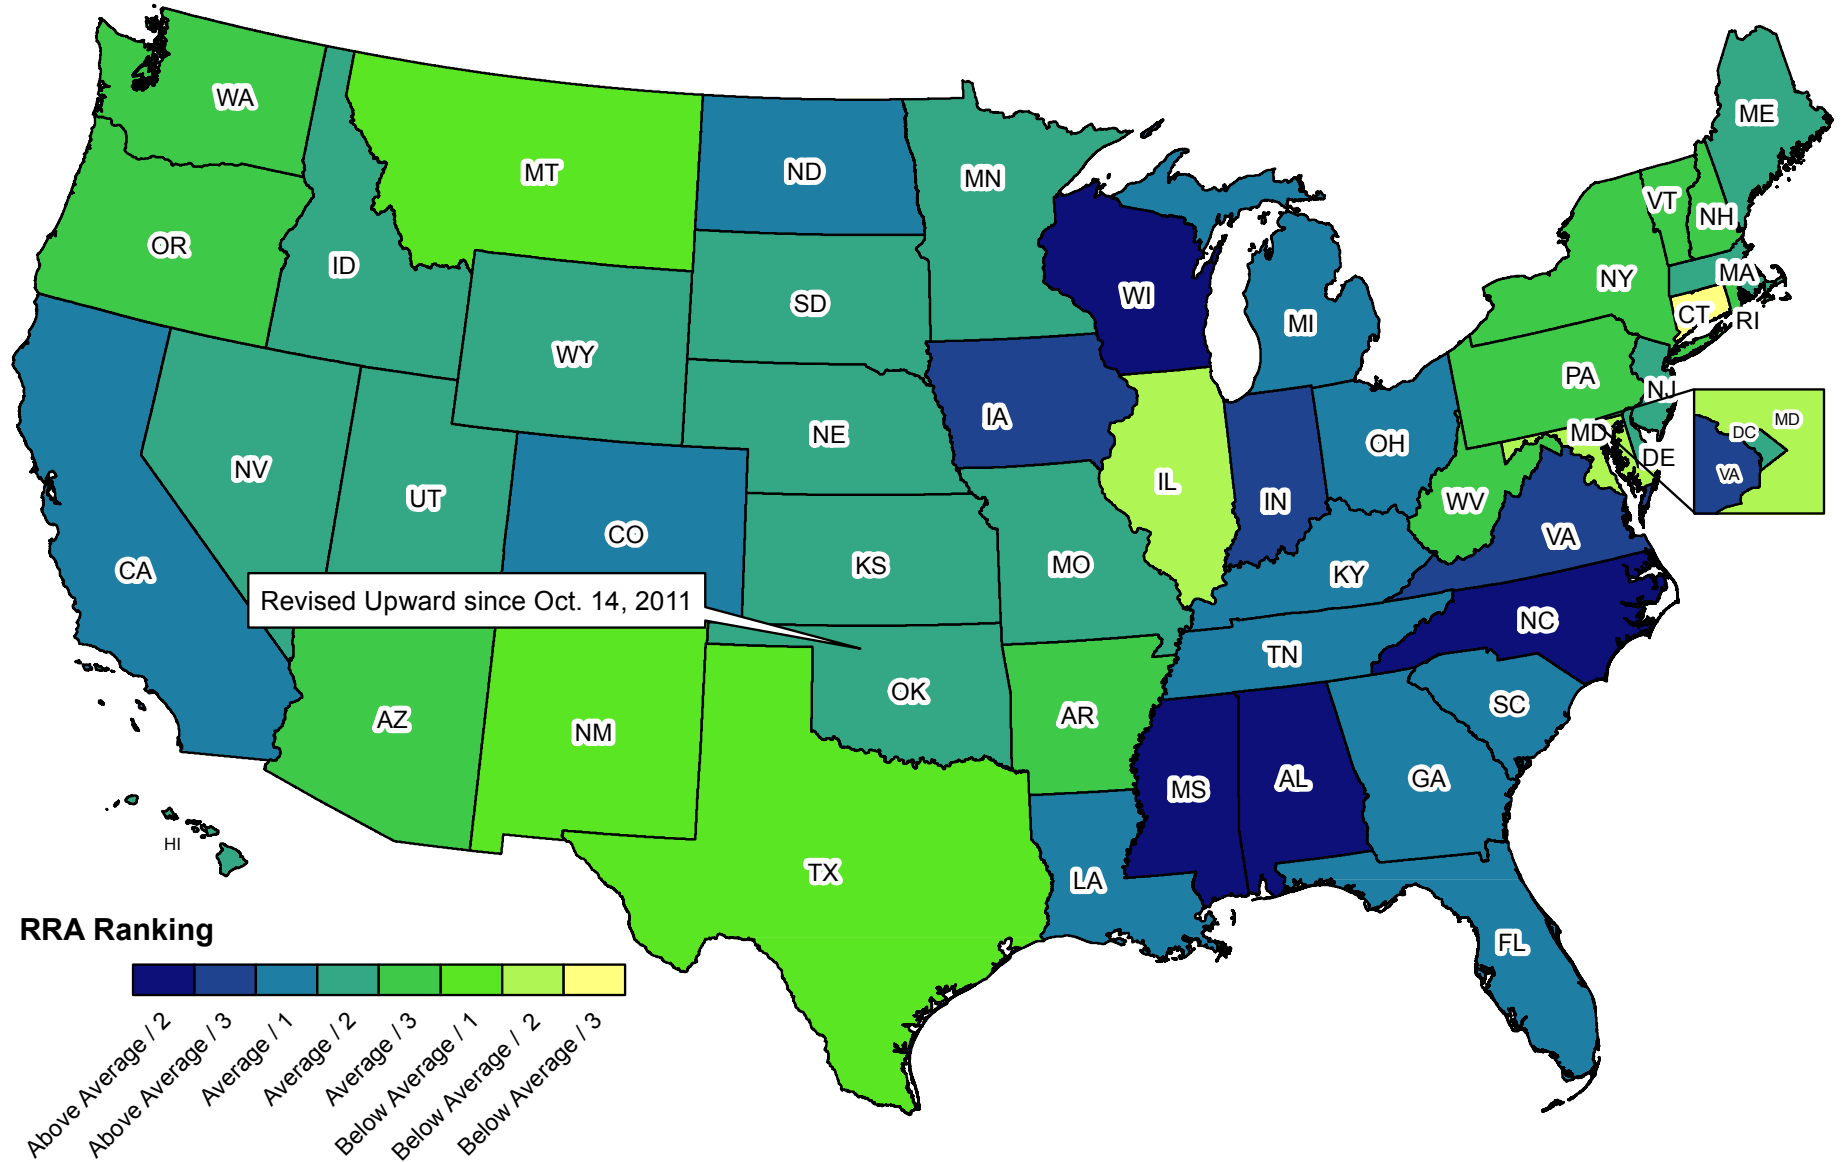 WA
MT
ND
MN
ME
OR
ID
SD
WI
MI
VT
NH
NY
MA
CT
RI
WY
NE
IA
PA
NJ
NV
UT
CO
KS
MO
IL
IN
OH
MD
DE
DC
MD
VA
WV
VA
KY
CA
Revised Upward since Oct. 14, 2011
NC
TN
SC
AZ
NM
OK
AR
MS
AL
GA
HI
TX
LA
FL
RRA Ranking
Above Average / 2
Above Average / 3
Average / 1
Average / 2
Average / 3
Below Average / 1
Below Average / 2
Below Average / 3